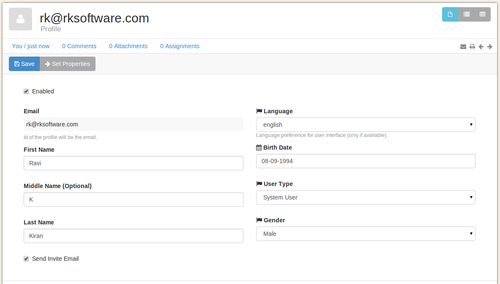 rk@rksoftware.com
Profile
You / just now 0 Comments 0 Attachments 0 Assignments
Save Set Properties
Enabled
Email
rk@rksoftware.com
Id of the profile will be the email.
First Name
Ravi
Middle Name (Optional)
K
Last Name
Kiran
Send Invite Email
Language
english
Language preference for user interface (only if available).
Birth Date
08-09-1994
User Type
System User
Gender
Male